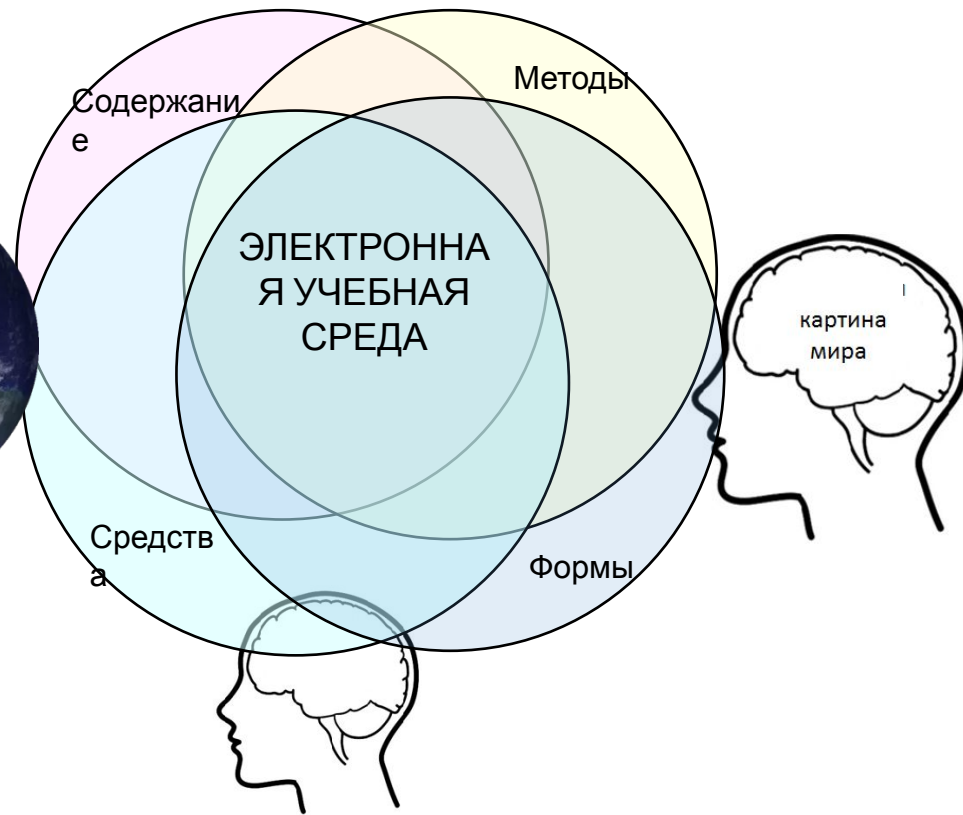 Методы
Содержани
е
ЭЛЕКТРОННА
Я УЧЕБНАЯ
СРЕДА
картина
мира
Средств
а
Формы